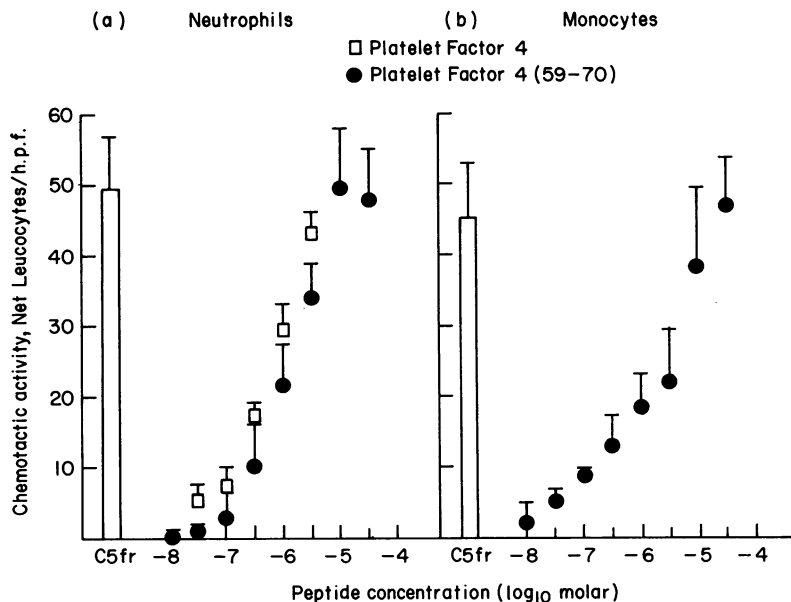 (a) Neutrophils (b) Monocytes
□ Platelet Factor 4
● Platelet Factor 4 (59–70)
Chemotactic activity, Net Leucocytes/h.p.f.
60
50
40
30
20
10
C5fr −8 −7 −6 −5 −4 C5fr −8 −7 −6 −5 −4
Peptide concentration (log10 molar)